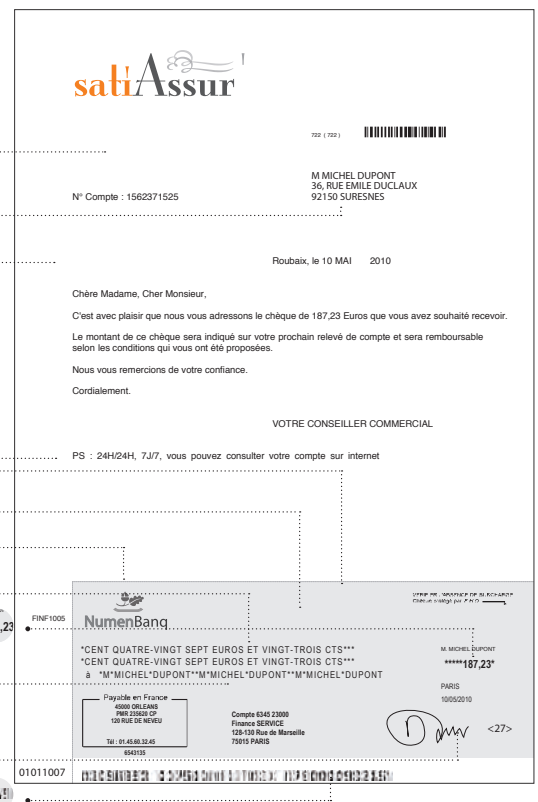 satiAssur
722 ( 722 )
M MICHEL DUPONT
36, RUE EMILE DUCLAUX
92150 SURESNES
N° Compte : 1562371525
Roubaix, le 10 MAI 2010
Chère Madame, Cher Monsieur,
C'est avec plaisir que nous vous adressons le chèque de 187,23 Euros que vous avez souhaité recevoir.
Le montant de ce chèque sera indiqué sur votre prochain relevé de compte et sera remboursable
selon les conditions qui vous ont été proposées.
Nous vous remercions de votre confiance.
Cordialement.
VOTRE CONSEILLER COMMERCIAL
PS : 24H/24H, 7J/7, vous pouvez consulter votre compte sur internet
,23
FINF1005
NumenBanq
*CENT QUATRE-VINGT SEPT EUROS ET VINGT-TROIS CTS***
*CENT QUATRE-VINGT SEPT EUROS ET VINGT-TROIS CTS***
à *M*MICHEL*DUPONT**M*MICHEL*DUPONT**M*MICHEL*DUPONT
M. MICHEL DUPONT
*****187,23*
PARIS
10/05/2010
Payable en France
45000 ORLEANS
PMR 235620 CP
120 RUE DE NEVEU
Tél : 01.45.60.32.45
6543135
Compte 6345 23000
Finance SERVICE
128-130 Rue de Marseille
75015 PARIS
<27>
01011007